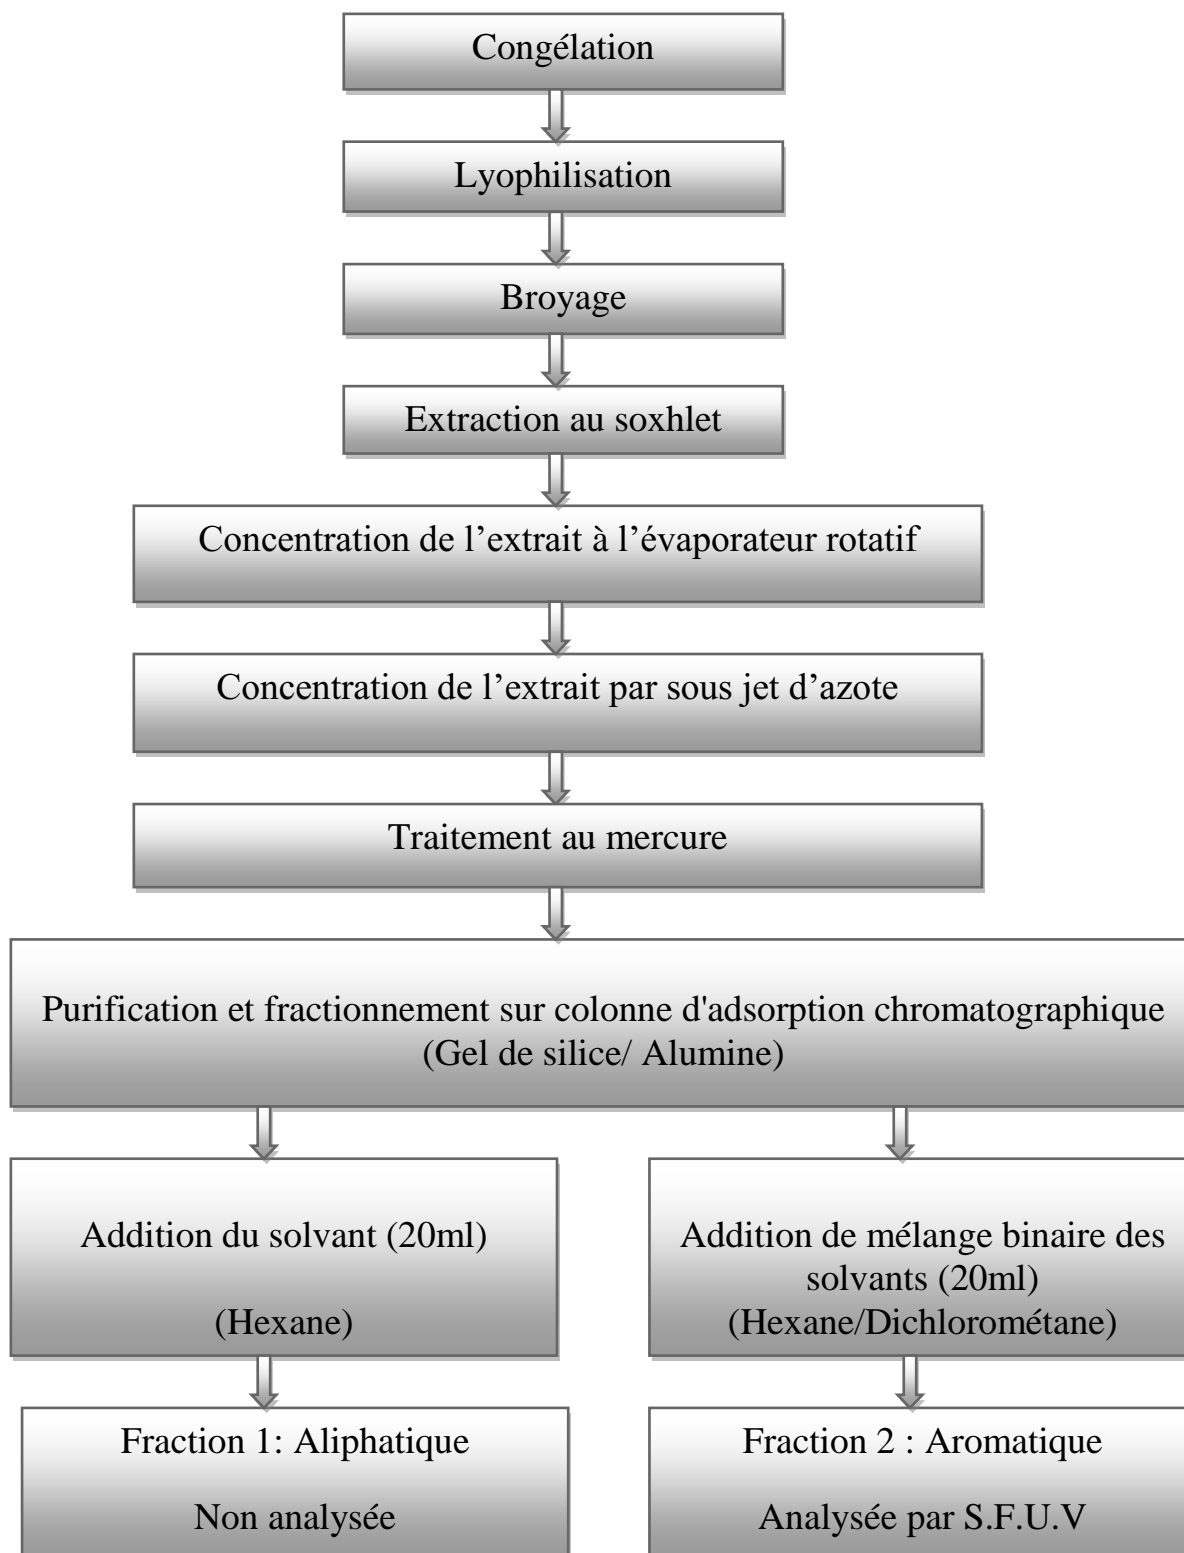 Congélation
Lyophilisation
Broyage
Extraction au soxhlet
Concentration de l’extrait à l’évaporateur rotatif
Concentration de l’extrait par sous jet d’azote
Traitement au mercure
Purification et fractionnement sur colonne d'adsorption chromatographique
(Gel de silice/ Alumine)
Addition du solvant (20ml)
(Hexane)
Addition de mélange binaire des
solvants (20ml)
(Hexane/Dichlorométane)
Fraction 1: Aliphatique
Non analysée
Fraction 2 : Aromatique
Analysée par S.F.U.V